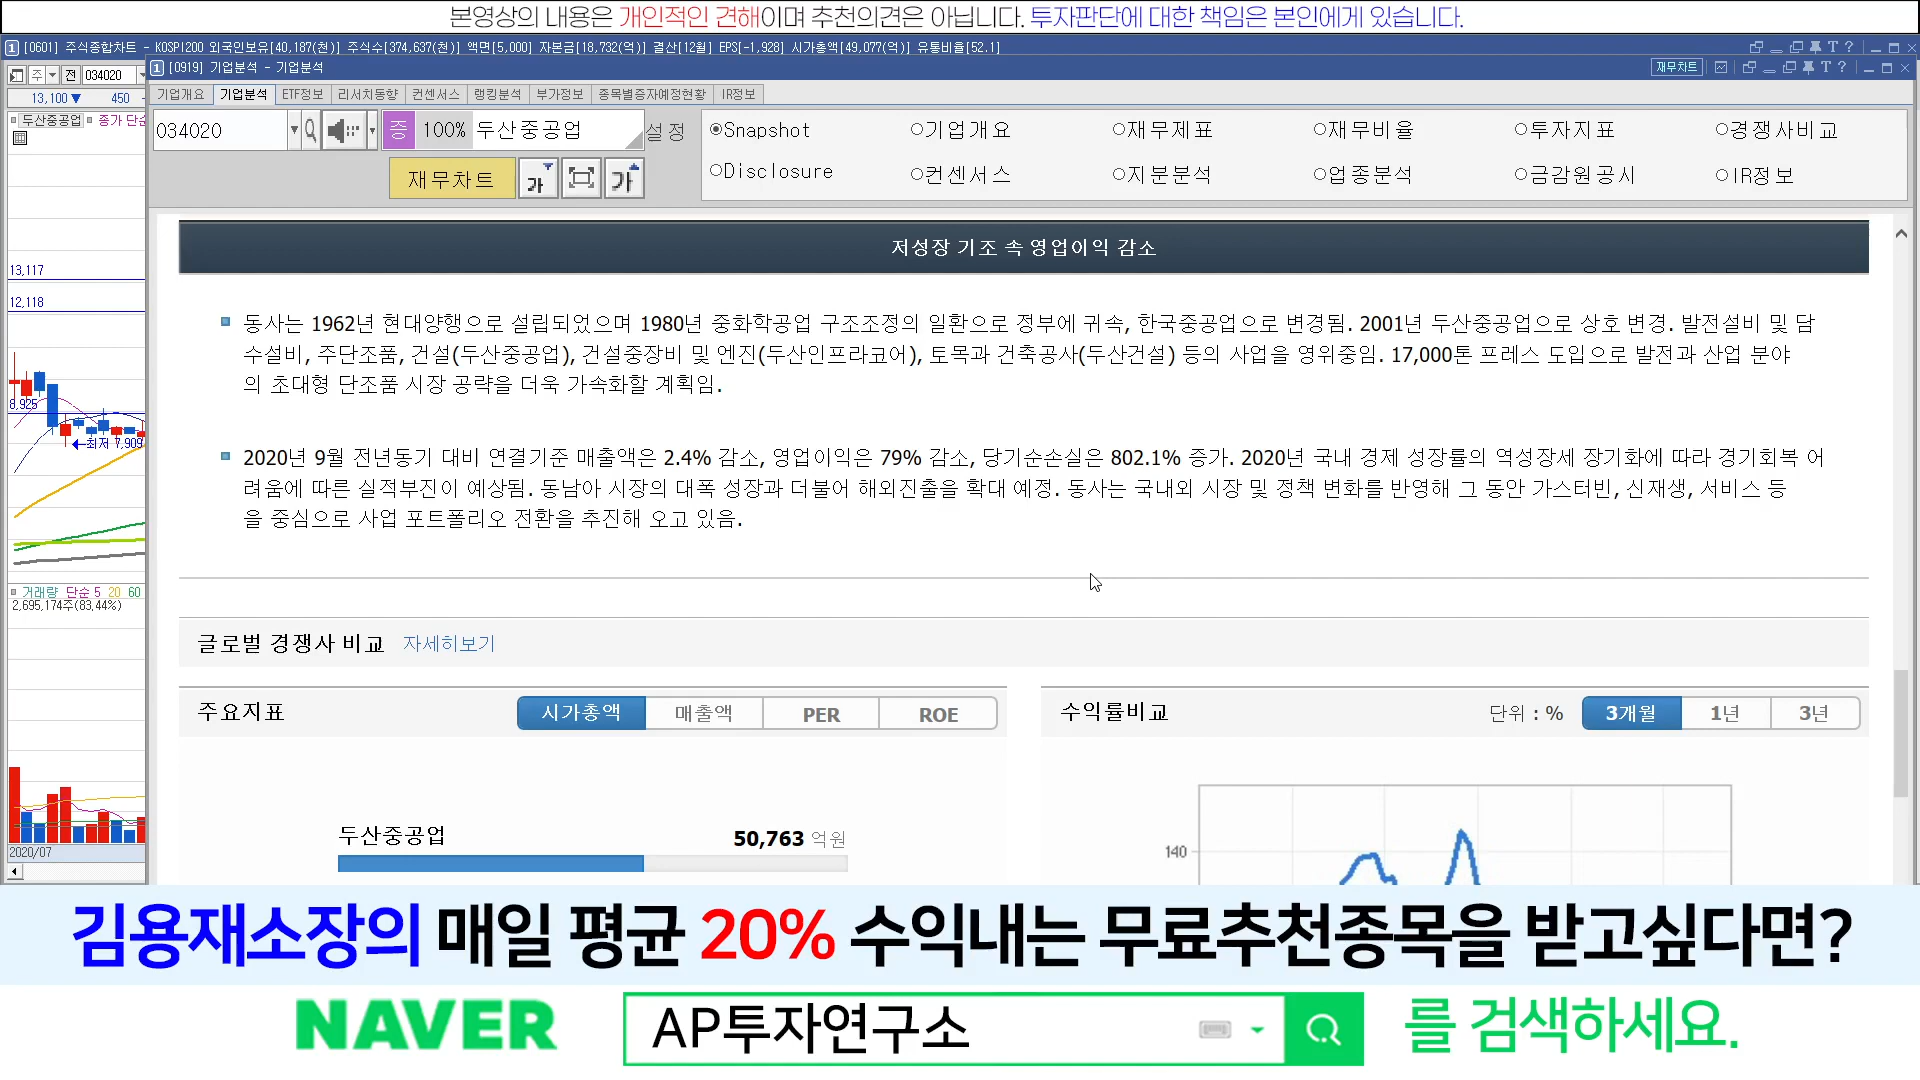 본영상의 내용은 개인적인 견해이며 추천의견은 아닙니다. 투자판단에 대한 책임은 본인에게 있습니다.
1 [0601] 주식종합차트 - KOSPI200 외국인보유[40,187(천)] 주식수[374,637(천)] 액면[5,000] 자본금[18,732(억)] 결산[12월] EPS[-1,928] 시가총액[49,077(억)] 유통비율[52.1]
1 [0919] 기업분석 - 기업분석
재무차트
주 전 034020
13,100 ▼ 450
기업개요 기업분석 ETF정보 리서치동향 컨센서스 랭킹분석 부가정보 종목별증자예정현황 IR정보
두산중공업 종가 단순
034020 증 100% 두산중공업 설정
Snapshot 기업개요 재무제표 재무비율 투자지표 경쟁사비교
재무차트 가 가
Disclosure 컨센서스 지분분석 업종분석 금감원공시 IR정보
저성장 기조 속 영업이익 감소
동사는 1962년 현대양행으로 설립되었으며 1980년 중화학공업 구조조정의 일환으로 정부에 귀속, 한국중공업으로 변경됨. 2001년 두산중공업으로 상호 변경. 발전설비 및 담
수설비, 주단조품, 건설(두산중공업), 건설중장비 및 엔진(두산인프라코어), 토목과 건축공사(두산건설) 등의 사업을 영위중임. 17,000톤 프레스 도입으로 발전과 산업 분야
의 초대형 단조품 시장 공략을 더욱 가속화할 계획임.
2020년 9월 전년동기 대비 연결기준 매출액은 2.4% 감소, 영업이익은 79% 감소, 당기순손실은 802.1% 증가. 2020년 국내 경제 성장률의 역성장세 장기화에 따라 경기회복 어
려움에 따른 실적부진이 예상됨. 동남아 시장의 대폭 성장과 더불어 해외진출을 확대 예정. 동사는 국내외 시장 및 정책 변화를 반영해 그 동안 가스터빈, 신재생, 서비스 등
을 중심으로 사업 포트폴리오 전환을 추진해 오고 있음.
13,117
12,118
8,925
←최저 7,909
거래량 단순 5 20 60
2,695,174주(83,44%)
2020/07
글로벌 경쟁사 비교 자세히보기
주요지표 시가총액 매출액 PER ROE
수익률비교 단위 : % 3개월 1년 3년
두산중공업 50,763 억원
140
김용재소장의 매일 평균 20% 수익내는 무료추천종목을 받고싶다면?
NAVER AP투자연구소 를 검색하세요.